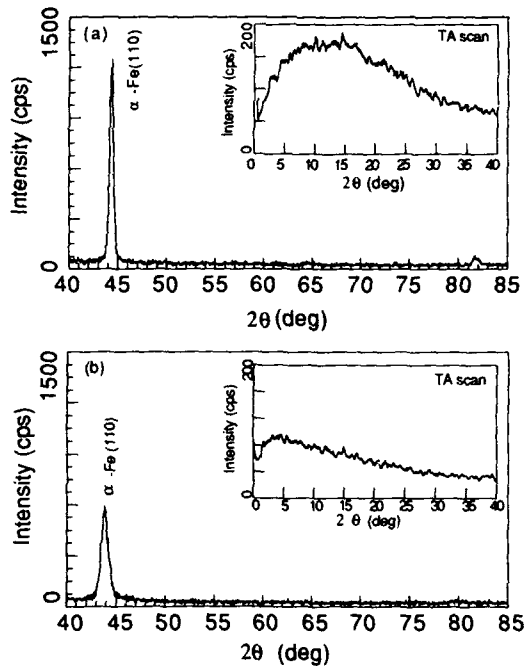 (a)
α -Fe(110)
TA scan
Intensity (cps)
200
0
0 5 10 15 20 25 30 35 40
2θ (deg)
Intensity (cps)
1500
0
40 45 50 55 60 65 70 75 80 85
2θ (deg)
(b)
α -Fe(110)
TA scan
Intensity (cps)
200
0
0 5 10 15 20 25 30 35 40
2 θ (deg)
Intensity (cps)
1500
0
40 45 50 55 60 65 70 75 80 85
2θ (deg)